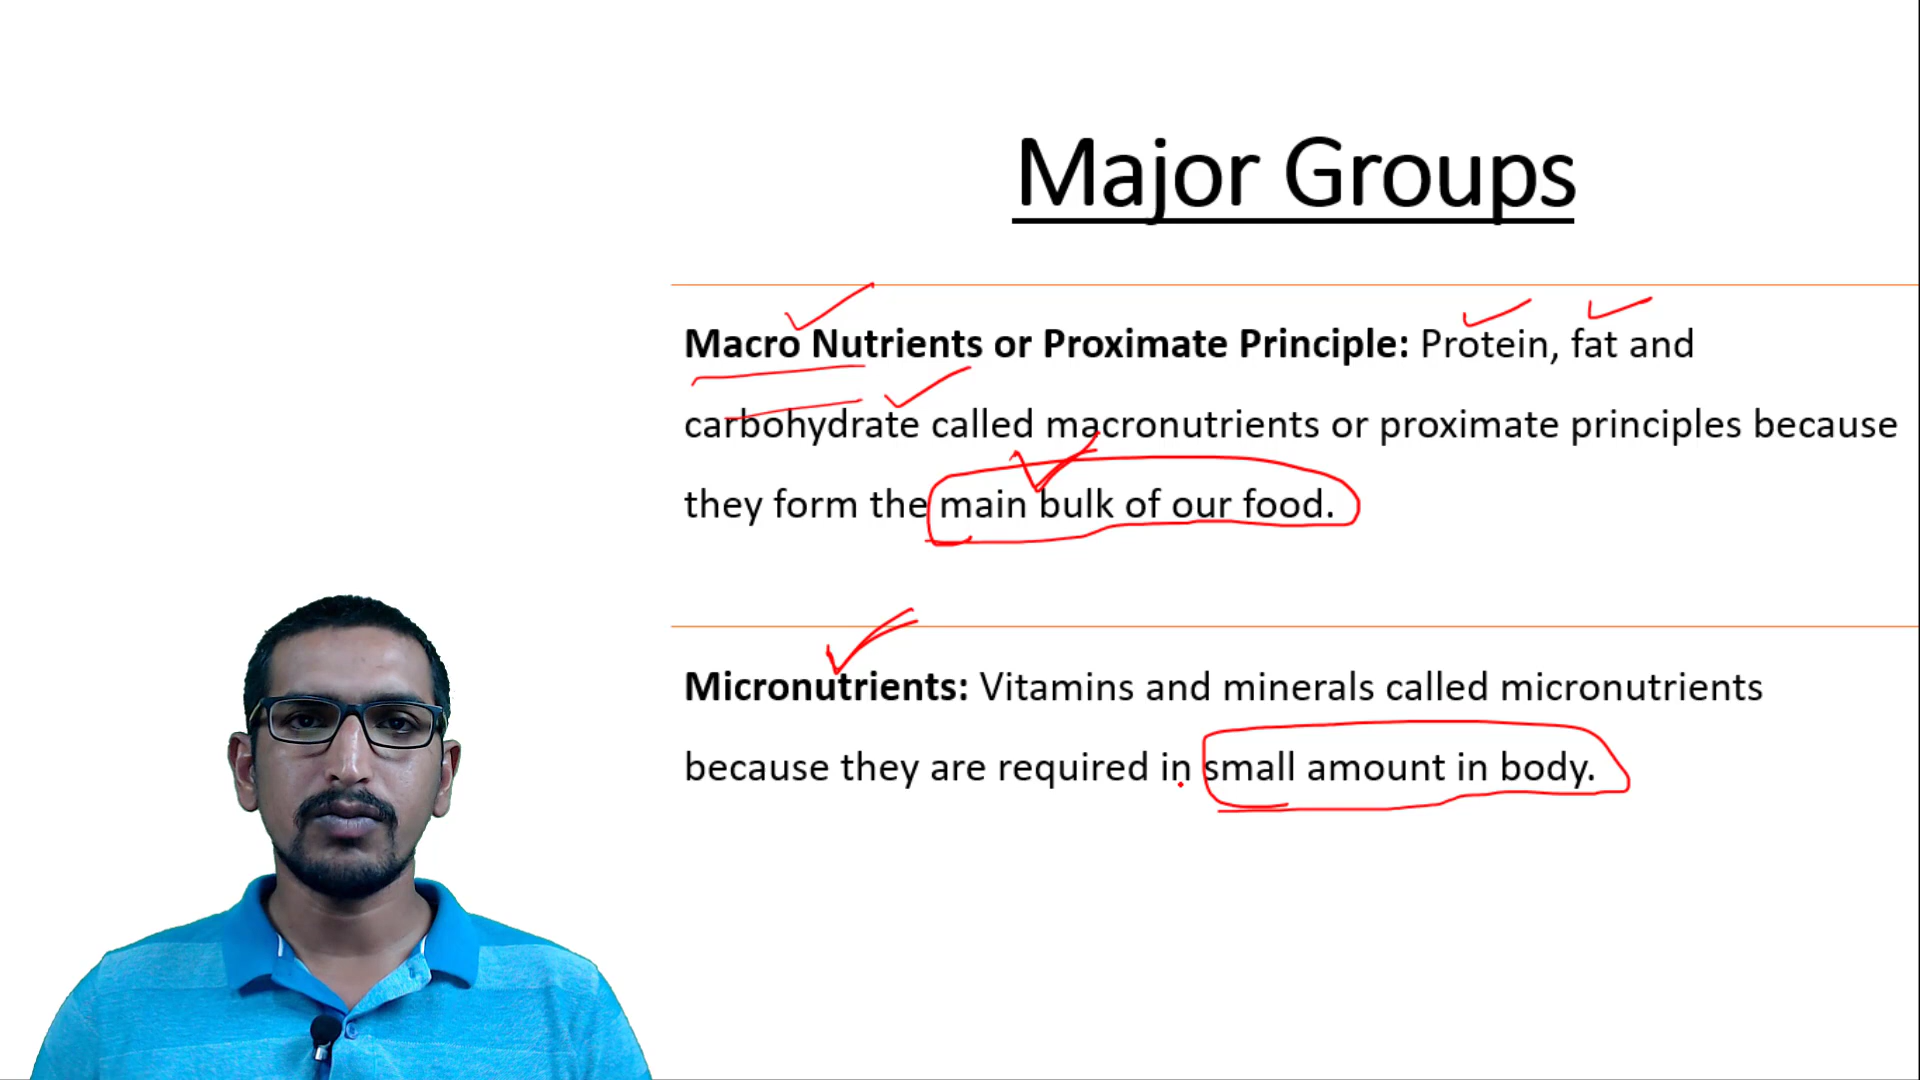 Major Groups
Macro Nutrients or Proximate Principle: Protein, fat and
carbohydrate called macronutrients or proximate principles because
they form the main bulk of our food.
Micronutrients: Vitamins and minerals called micronutrients
because they are required in small amount in body.